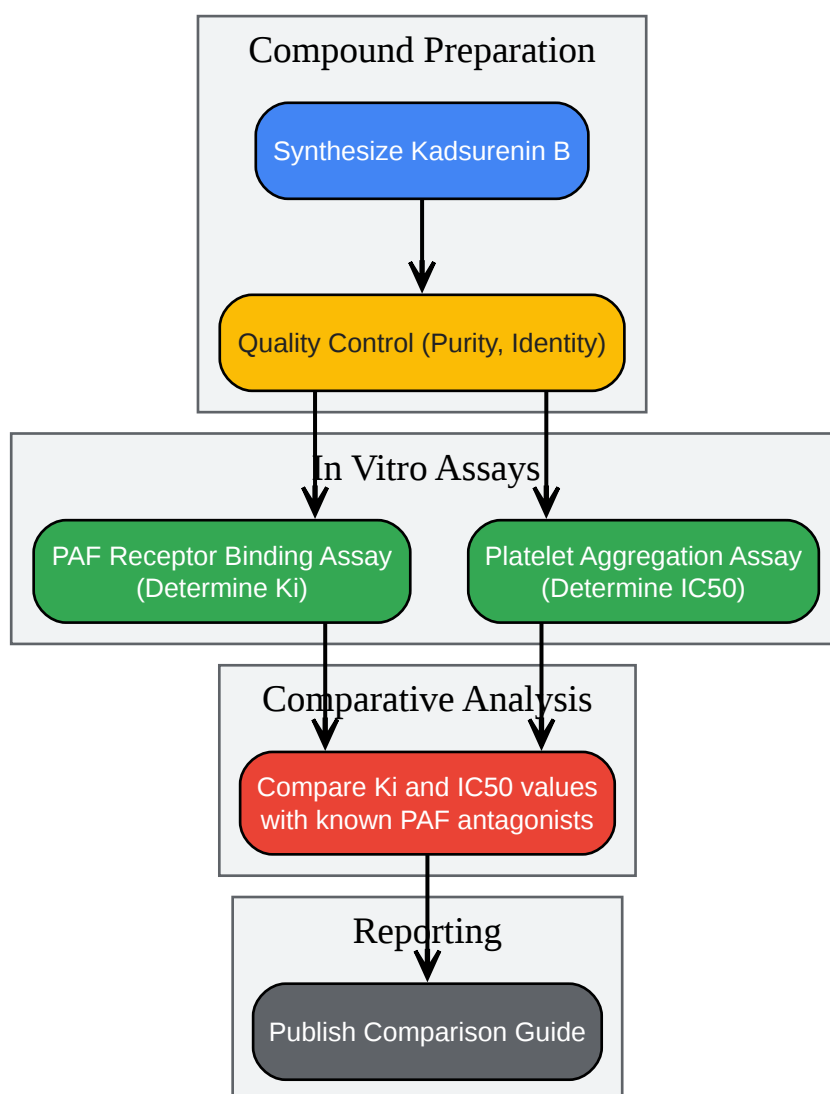 Compound Preparation
Synthesize Kadsurenin B
Quality Control (Purity, Identity)
In Vitro Assays
PAF Receptor Binding Assay
(Determine Ki)
Platelet Aggregation Assay
(Determine IC50)
Comparative Analysis
Compare Ki and IC50 values
with known PAF antagonists
Reporting
Publish Comparison Guide